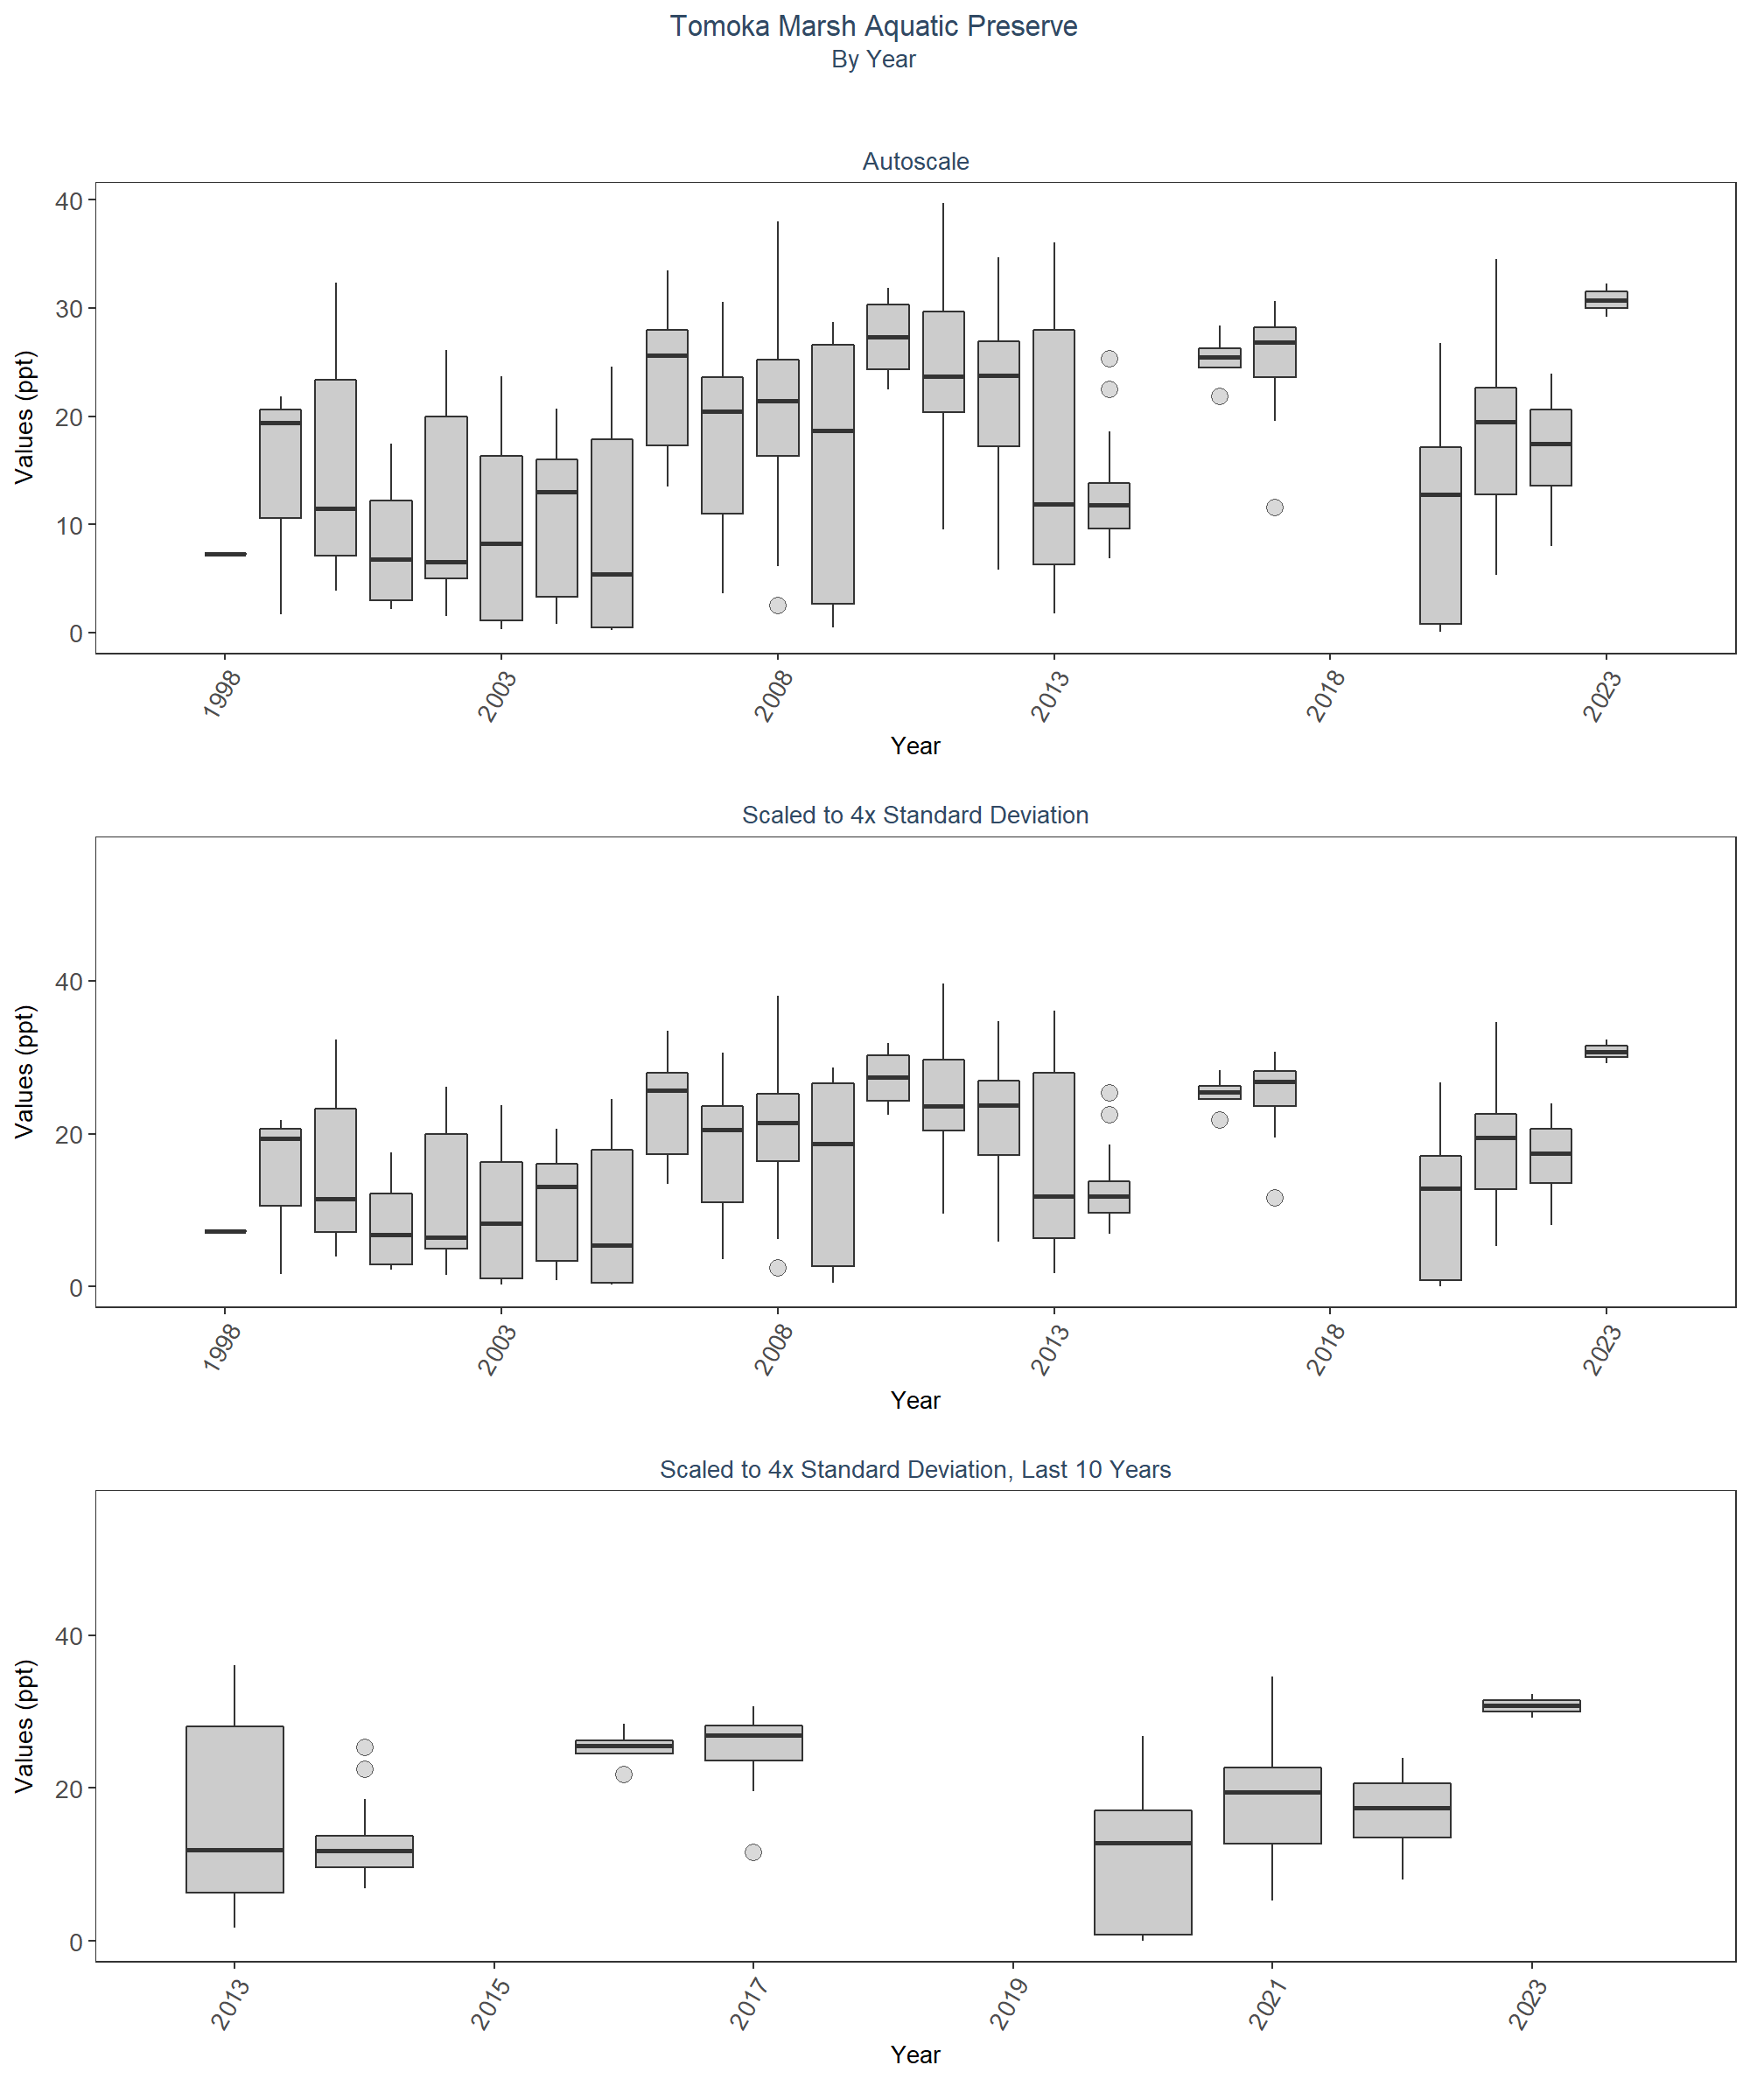 Tomoka Marsh Aquatic Preserve
By Year
Autoscale
Values (ppt)
40
30
20
10
0
1998 2003 2008 2013 2018 2023
Year
Scaled to 4x Standard Deviation
Values (ppt)
40
20
0
1998 2003 2008 2013 2018 2023
Year
Scaled to 4x Standard Deviation, Last 10 Years
Values (ppt)
40
20
0
2013 2015 2017 2019 2021 2023
Year